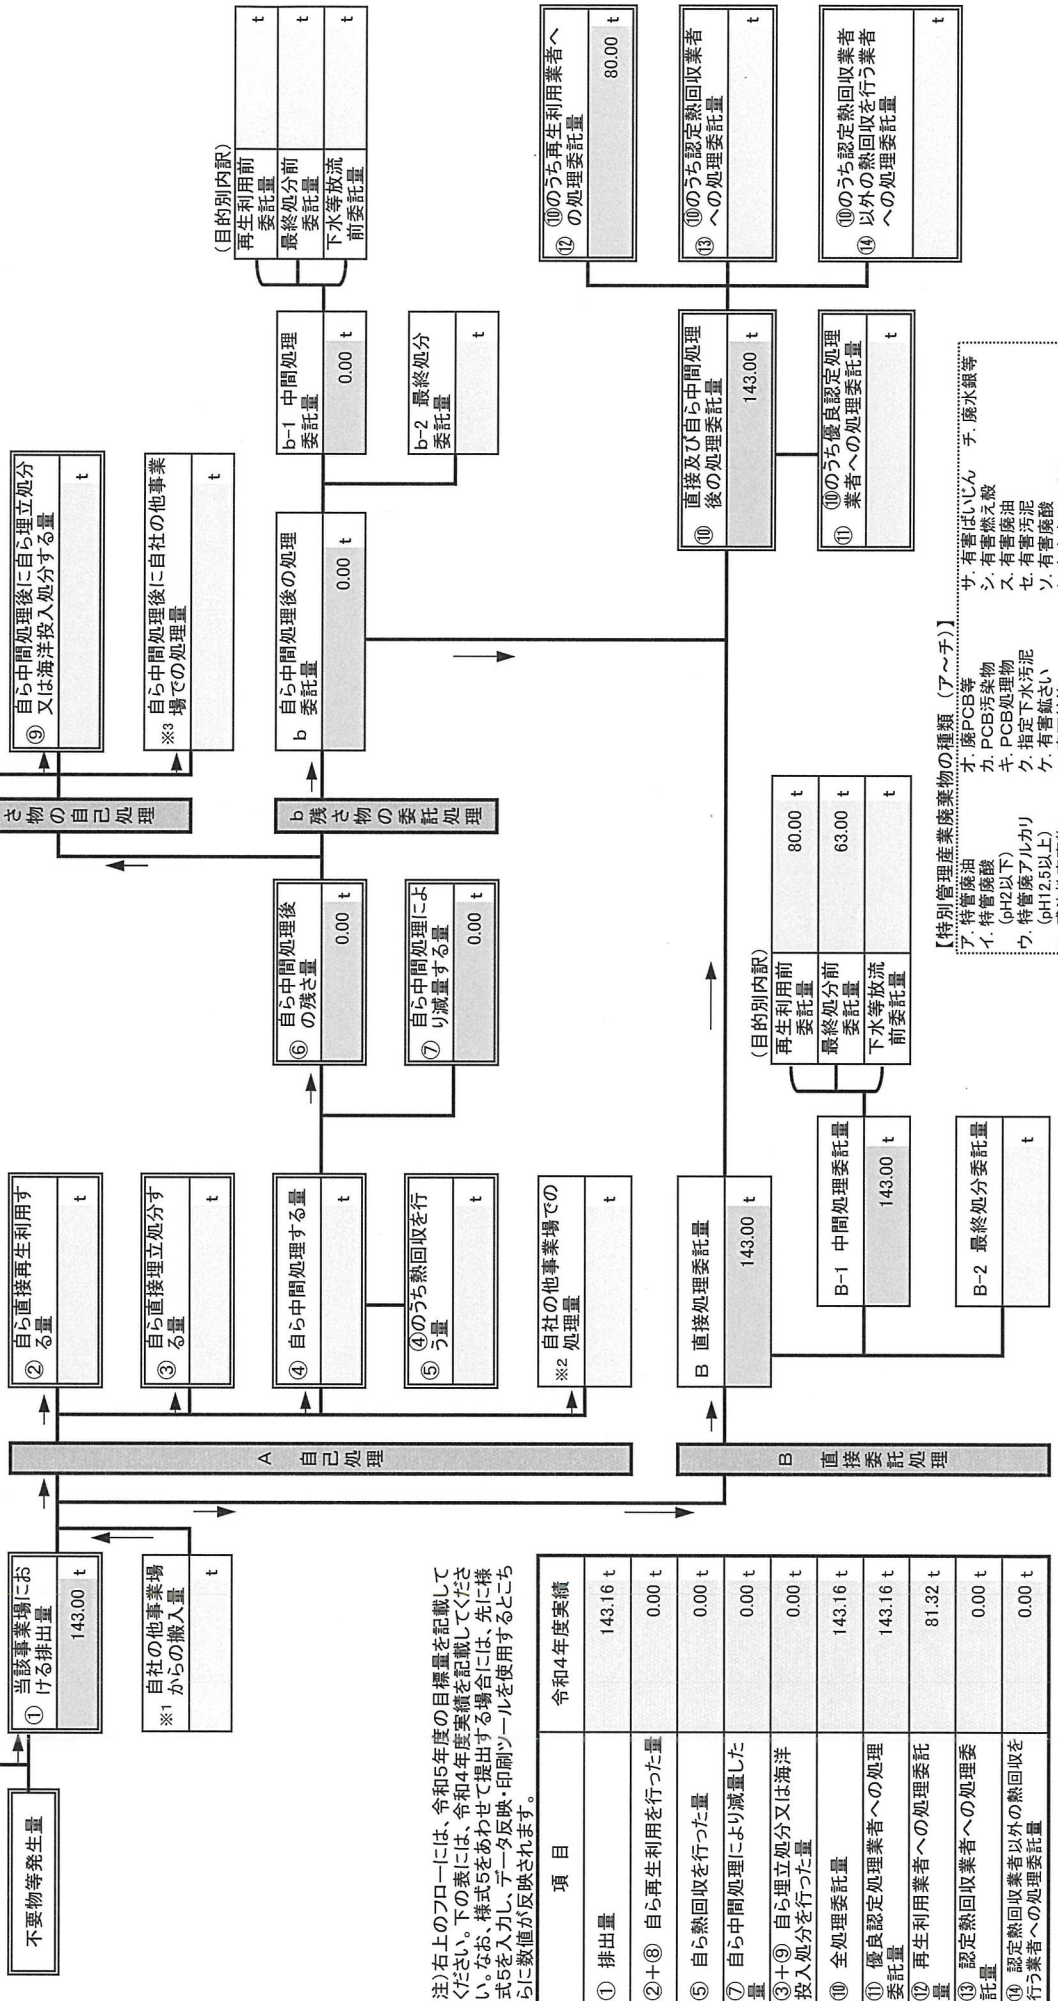 不要物等発生量
① 当該事業場にお
ける排出量
143.00 t
※1 自社の他事業場
からの搬入量
t
A 自己処理
② 自ら直接再生利用す
る量
t
③ 自ら直接埋立処分す
る量
t
④ 自ら中間処理する量
t
⑤ ④のうち熱回収を行
う量
t
※2 自社の他事業場での
処理量
t
⑥ 自ら中間処理後
の残さ量
0.00 t
⑦ 自ら中間処理によ
り減量する量
0.00 t
さ物の自己処理
⑨ 自ら中間処理後に自ら埋立処分
又は海洋投入処分する量
t
※3 自ら中間処理後に自社の他事業
場での処理量
t
b 残さ物の委託処理
b 自ら中間処理後の処理
委託量
0.00 t
b-1 中間処理
委託量
0.00 t
b-2 最終処分
委託量
t
(目的別内訳)
再生利用前
委託量
t
最終処分前
委託量
t
下水等放流
前委託量
t
B 直接委託処理
B 直接処理委託量
143.00 t
B-1 中間処理委託量
143.00 t
B-2 最終処分委託量
t
(目的別内訳)
再生利用前
委託量
80.00 t
最終処分前
委託量
63.00 t
下水等放流
前委託量
t
⑩ 直接及び自ら中間処理
後の処理委託量
143.00 t
⑪ ⑩のうち優良認定処理
業者への処理委託量
t
⑫ ⑩のうち再生利用業者へ
の処理委託量
80.00 t
⑬ ⑩のうち認定熱回収業者
への処理委託量
t
⑭ ⑩のうち認定熱回収業者
以外の熱回収を行う業者
への処理委託量
t
注)右上のフローには、令和5年度の目標量を記載して
ください。下の表には、令和4年度実績を記載してくださ
い。なお、様式5をあわせて提出する場合には、先に様
式5を入力し、データ反映・印刷ツールを使用するとこち
らに数値が反映されます。
項 目 令和4年度実績
① 排出量 143.16 t
②+⑧ 自ら再生利用を行った量 0.00 t
⑤ 自ら熱回収を行った量 0.00 t
⑦ 自ら中間処理により減量した
量 0.00 t
③+⑨ 自ら埋立処分又は海洋
投入処分を行った量 0.00 t
⑩ 全処理委託量 143.16 t
⑪ 優良認定処理業者への処理
委託量 143.16 t
⑫ 再生利用業者への処理委託
量 81.32 t
⑬ 認定熱回収業者への処理委
託量 0.00 t
⑭ 認定熱回収業者以外の熱回収を
行う業者への処理委託量 0.00 t
【特別管理産業廃棄物の種類 (ア~チ)】
ア. 特管廃油
イ. 特管廃酸
(pH2以下)
ウ. 特管廃アルカリ
(pH12.5以上)
オ. 廃PCB等
カ. PCB汚染物
キ. PCB処理物
ク. 指定下水汚泥
ケ. 有害鉱さい
サ. 有害ばいじん
シ. 有害燃え殻
ス. 有害廃油
セ. 有害汚泥
ソ. 有害廃酸
チ. 廃水銀等